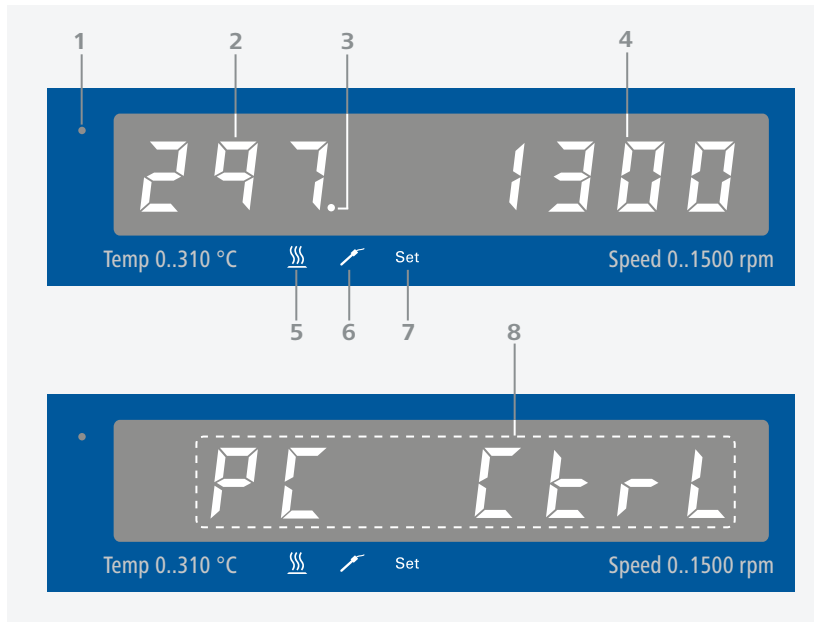 1 2 3 4
297. 1300
Temp 0..310 °C Set Speed 0..1500 rpm
5 6 7 8
PC CtrL
Temp 0..310 °C Set Speed 0..1500 rpm